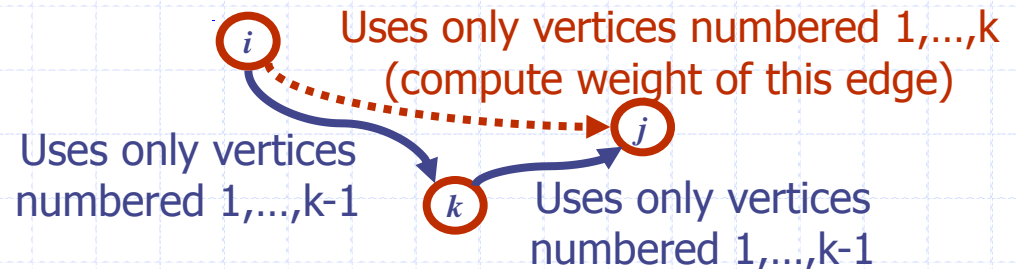 i
Uses only vertices numbered 1,...,k
(compute weight of this edge)
j
Uses only vertices
numbered 1,...,k-1
k
Uses only vertices
numbered 1,...,k-1